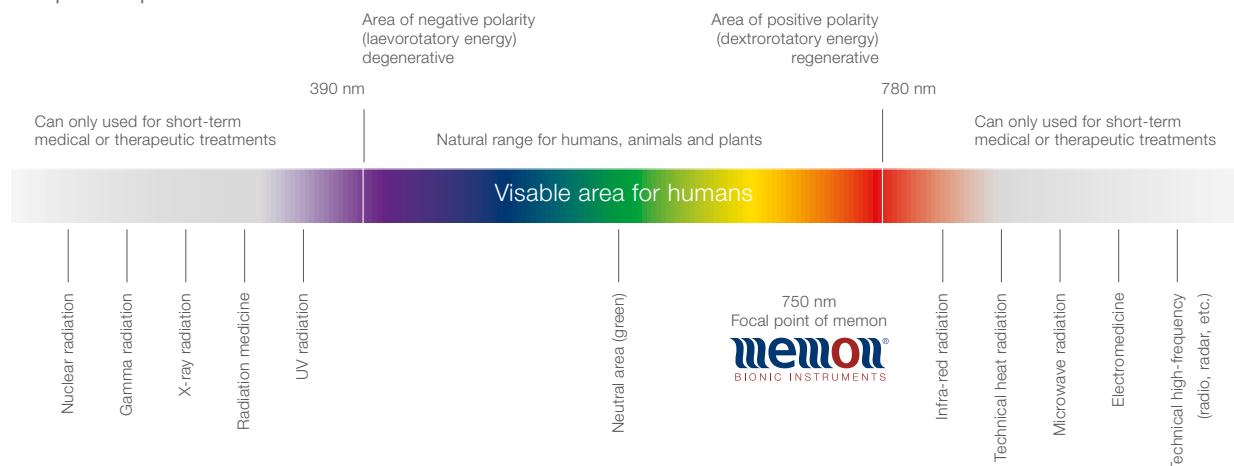 Area of negative polarity
(laevorotatory energy)
degenerative
Area of positive polarity
(dextrorotatory energy)
regenerative
390 nm
780 nm
Can only used for short-term
medical or therapeutic treatments
Natural range for humans, animals and plants
Can only used for short-term
medical or therapeutic treatments
Visable area for humans
Nuclear radiation
Gamma radiation
X-ray radiation
Radiation medicine
UV radiation
Neutral area (green)
750 nm
Focal point of memon
memon®
BIONIC INSTRUMENTS
Infra-red radiation
Technical heat radiation
Microwave radiation
Electromedicine
Technical high-frequency
(radio, radar, etc.)